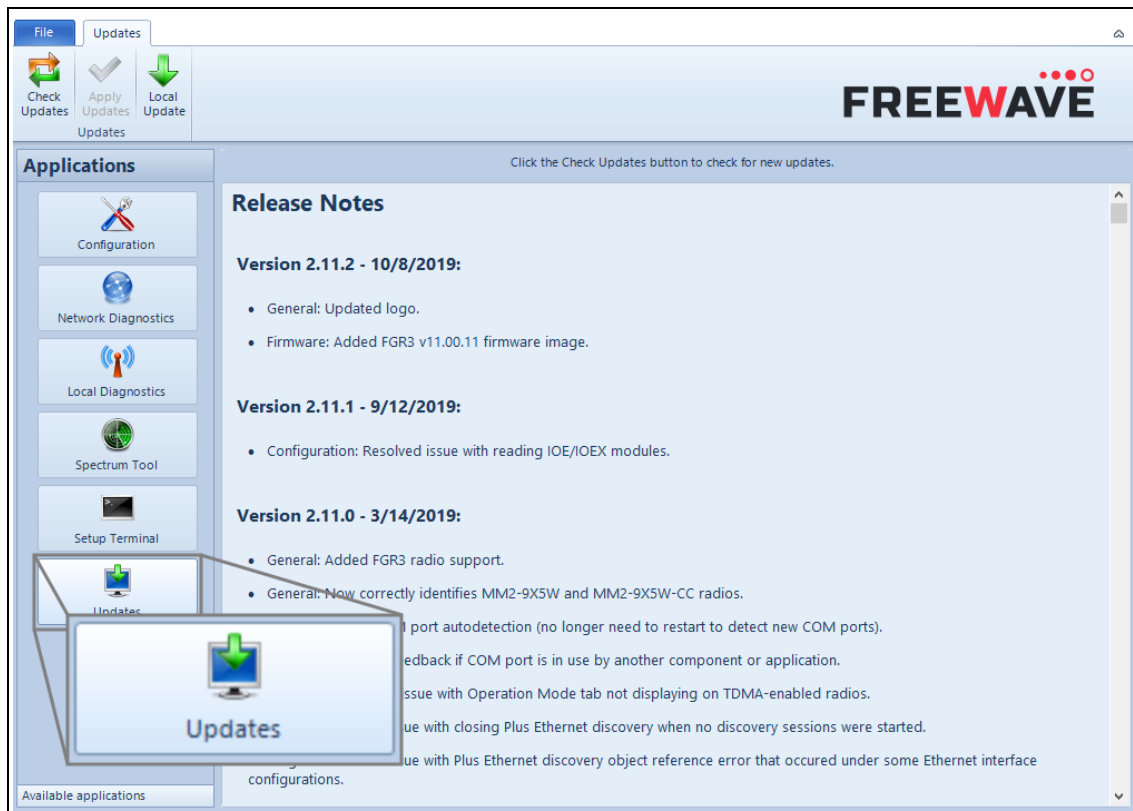 File
Updates
Check Updates
Apply Updates
Local Update
Updates
FREEWAVE
Applications
Configuration
Network Diagnostics
Local Diagnostics
Spectrum Tool
Setup Terminal
Updates
Updates
Available applications
Click the Check Updates button to check for new updates.
Release Notes
Version 2.11.2 - 10/8/2019:
• General: Updated logo.
• Firmware: Added FGR3 v11.00.11 firmware image.
Version 2.11.1 - 9/12/2019:
• Configuration: Resolved issue with reading IOE/IOEX modules.
Version 2.11.0 - 3/14/2019:
• General: Added FGR3 radio support.
• General: Now correctly identifies MM2-9X5W and MM2-9X5W-CC radios.
port autodetection (no longer need to restart to detect new COM ports).
if COM port is in use by another component or application.
with Operation Mode tab not displaying on TDMA-enabled radios.
with closing Plus Ethernet discovery when no discovery sessions were started.
with Plus Ethernet discovery object reference error that occured under some Ethernet interface
configurations.